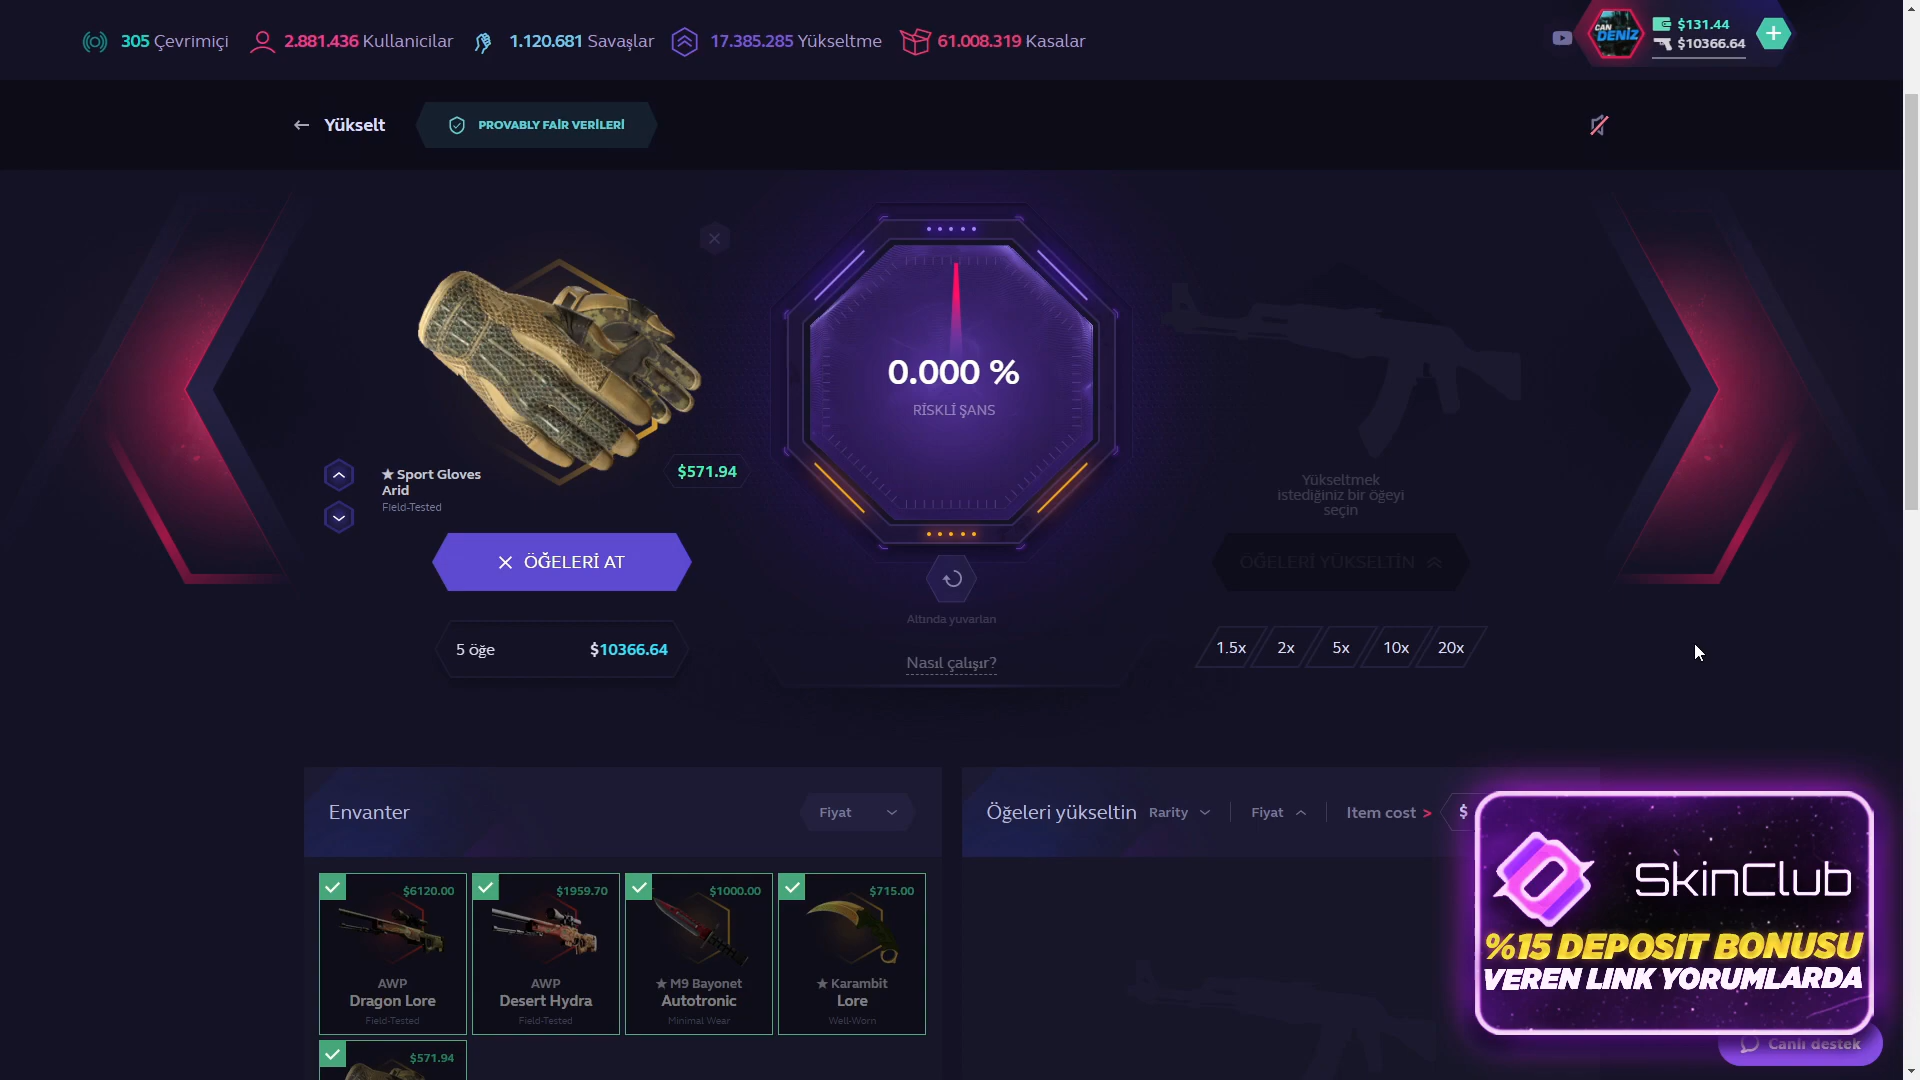 305 Çevrimiçi
2.881.436 Kullanicilar
1.120.681 Savaşlar
17.385.285 Yükseltme
61.008.319 Kasalar
CAN DENİZ
$131.44
$10366.64
Yükselt
PROVABLY FAİR VERİLERİ
0.000 %
RİSKLİ ŞANS
★ Sport Gloves
Arid
Field-Tested
$571.94
Yükseltmek
istediğiniz bir öğeyi
seçin
ÖĞELERİ AT
ÖĞELERİ YÜKSELTİN
Altında yuvarlan
5 öğe
$10366.64
Nasıl çalışır?
1.5x
2x
5x
10x
20x
Envanter
Fiyat
Öğeleri yükseltin
Rarity
Fiyat
Item cost >
$
$6120.00
AWP
Dragon Lore
Field-Tested
$1959.70
AWP
Desert Hydra
Field-Tested
$1000.00
★ M9 Bayonet
Autotronic
Minimal Wear
$715.00
★ Karambit
Lore
Well-Worn
$571.94
SkinClub
%15 DEPOSIT BONUSU
VEREN LINK YORUMLARDA
Canlı destek